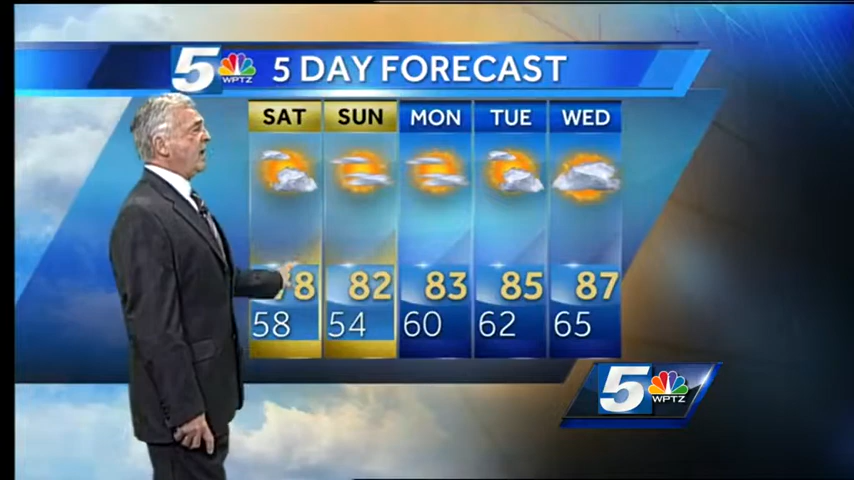 5 WPTZ 5 DAY FORECAST
SAT SUN MON TUE WED
8 82 83 85 87
58 54 60 62 65
5 WPTZ